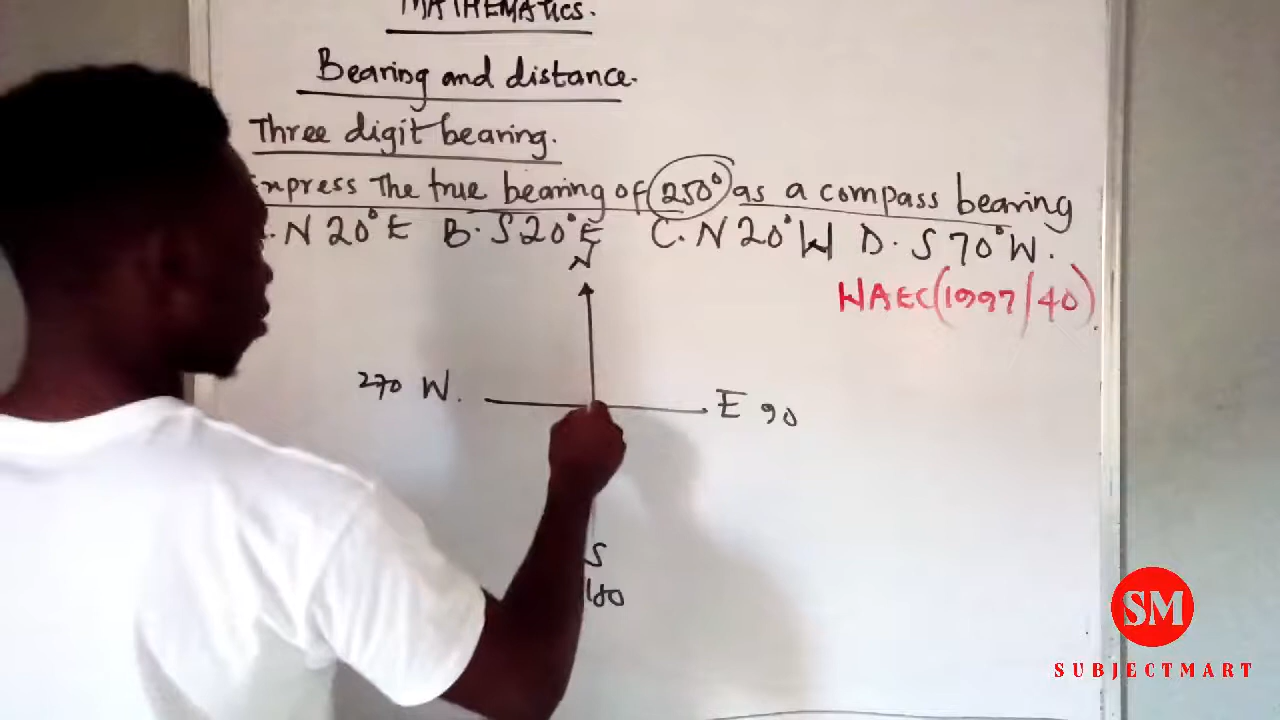 MATHEMATICS.
Bearing and distance.
Three digit bearing.
Express The true bearing of 250° as a compass bearing
. N 20° E B. S 20° E C. N 20° W D. S 70° W.
WAEC (1997/40)
N
270 W.
E 90
S
180
SM
SUBJECTMART